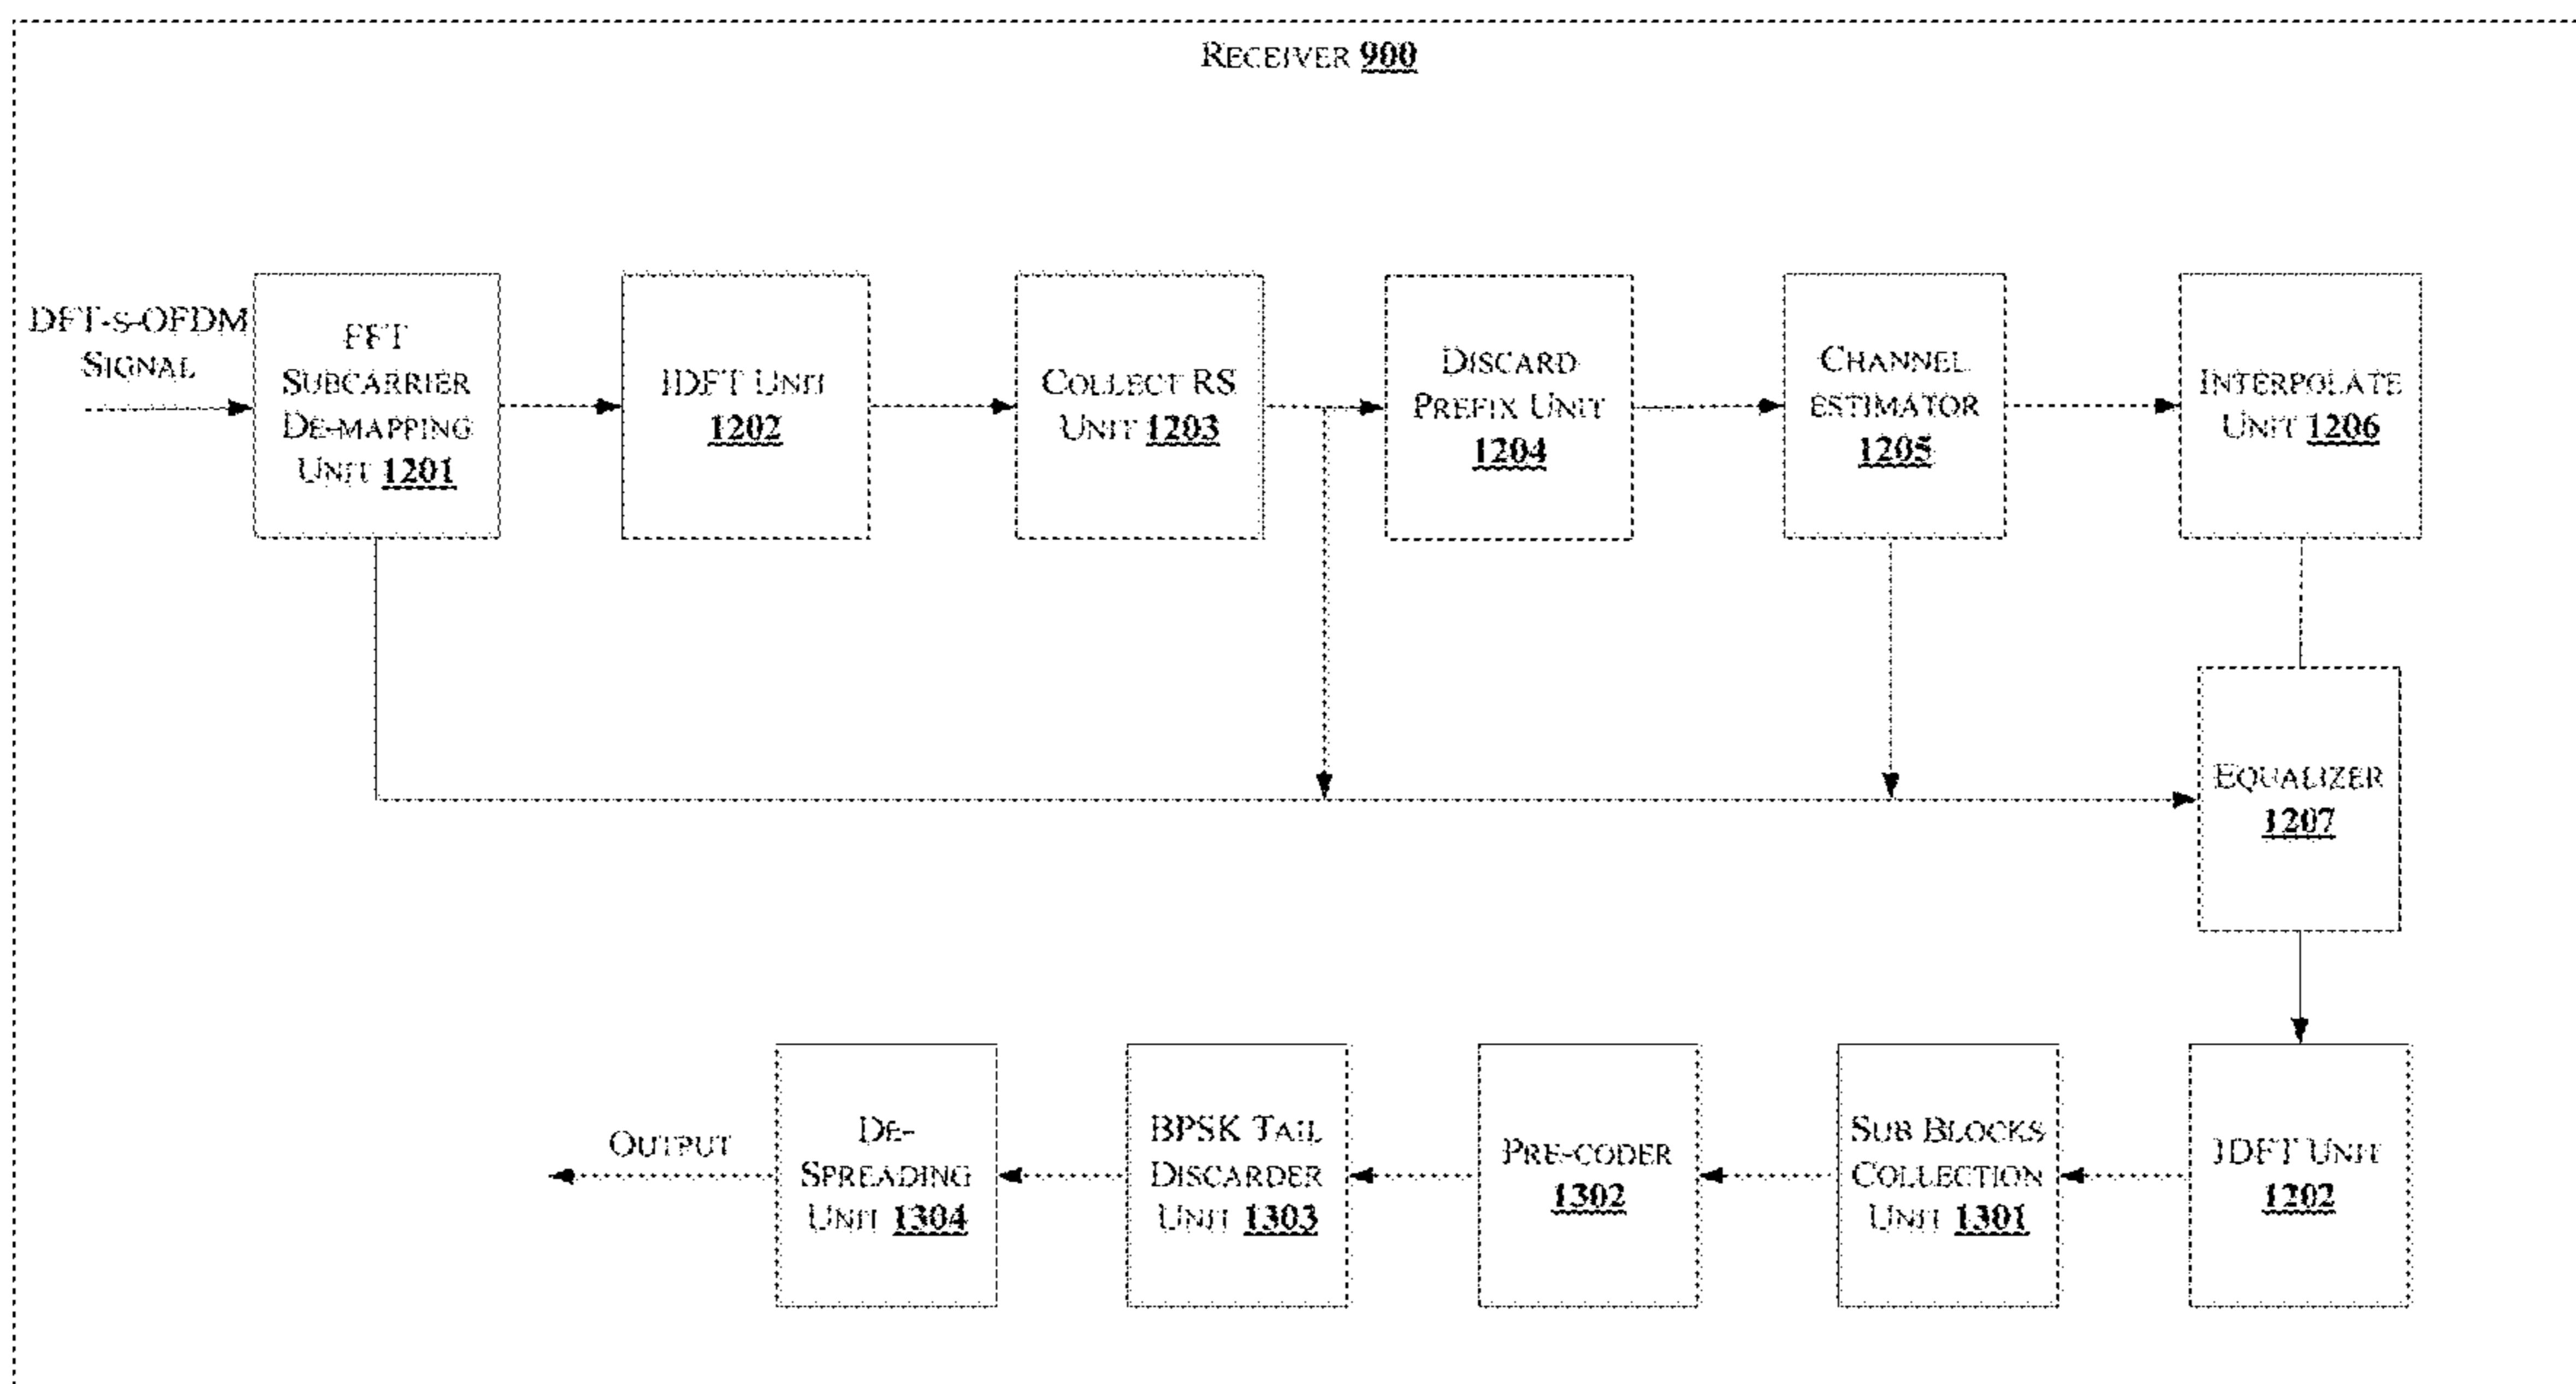 RECEIVER 900
DFT-S-OFDM
SIGNAL
FFT
SUBCARRIER
DE-MAPPING
UNIT 1201
IDFT UNIT
1202
COLLECT RS
UNIT 1203
DISCARD
PREFIX UNIT
1204
CHANNEL
ESTIMATOR
1205
INTERPOLATE
UNIT 1206
EQUALIZER
1207
OUTPUT
DE-
SPREADING
UNIT 1304
BPSK TAIL
DISCARDER
UNIT 1303
PRE-CODER
1302
SUB BLOCKS
COLLECTION
UNIT 1301
IDFT UNIT
1202